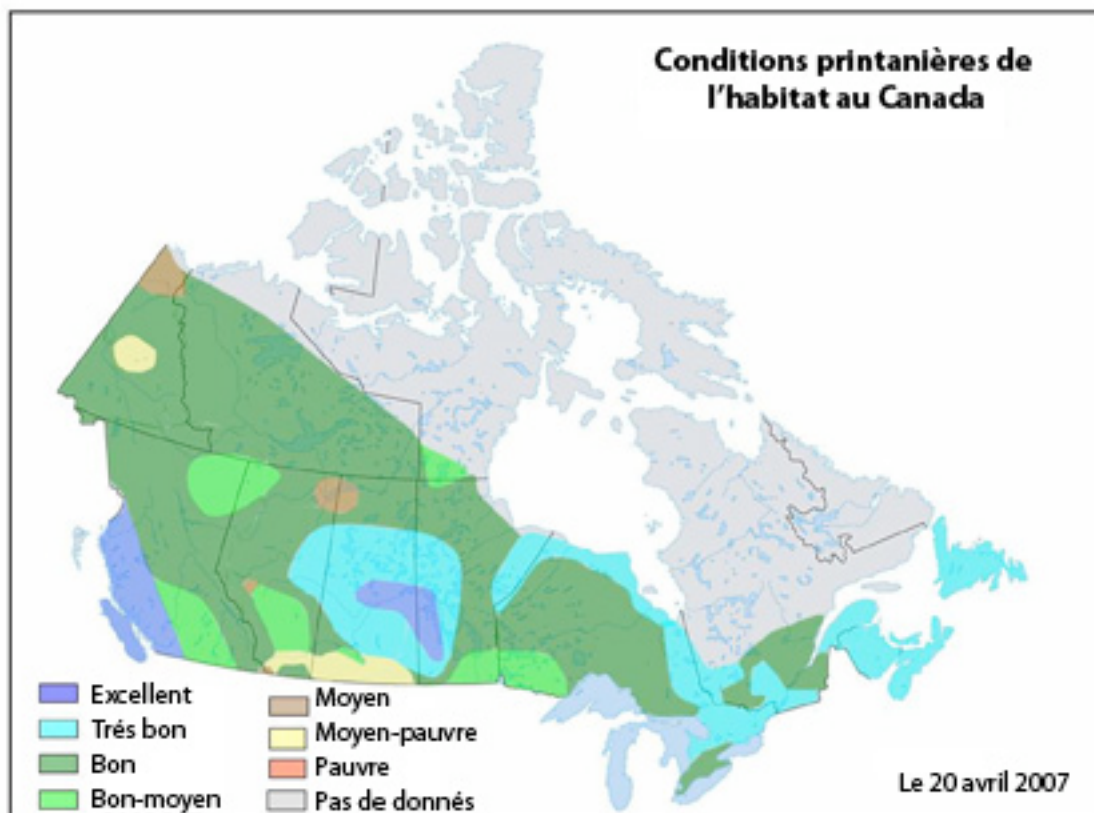 Conditions printanières de
l'habitat au Canada
Excellent
Trés bon
Bon
Bon-moyen
Moyen
Moyen-pauvre
Pauvre
Pas de donnés
Le 20 avril 2007